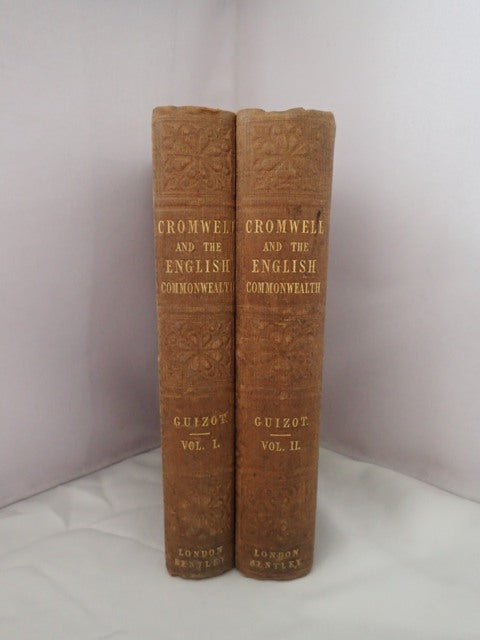 CROMWELL
AND THE
ENGLISH
COMMONWEALTH
GUIZOT.
VOL. I.
LONDON
BENTLEY
CROMWELL
AND THE
ENGLISH
COMMONWEALTH
GUIZOT.
VOL. II.
LONDON
BENTLEY